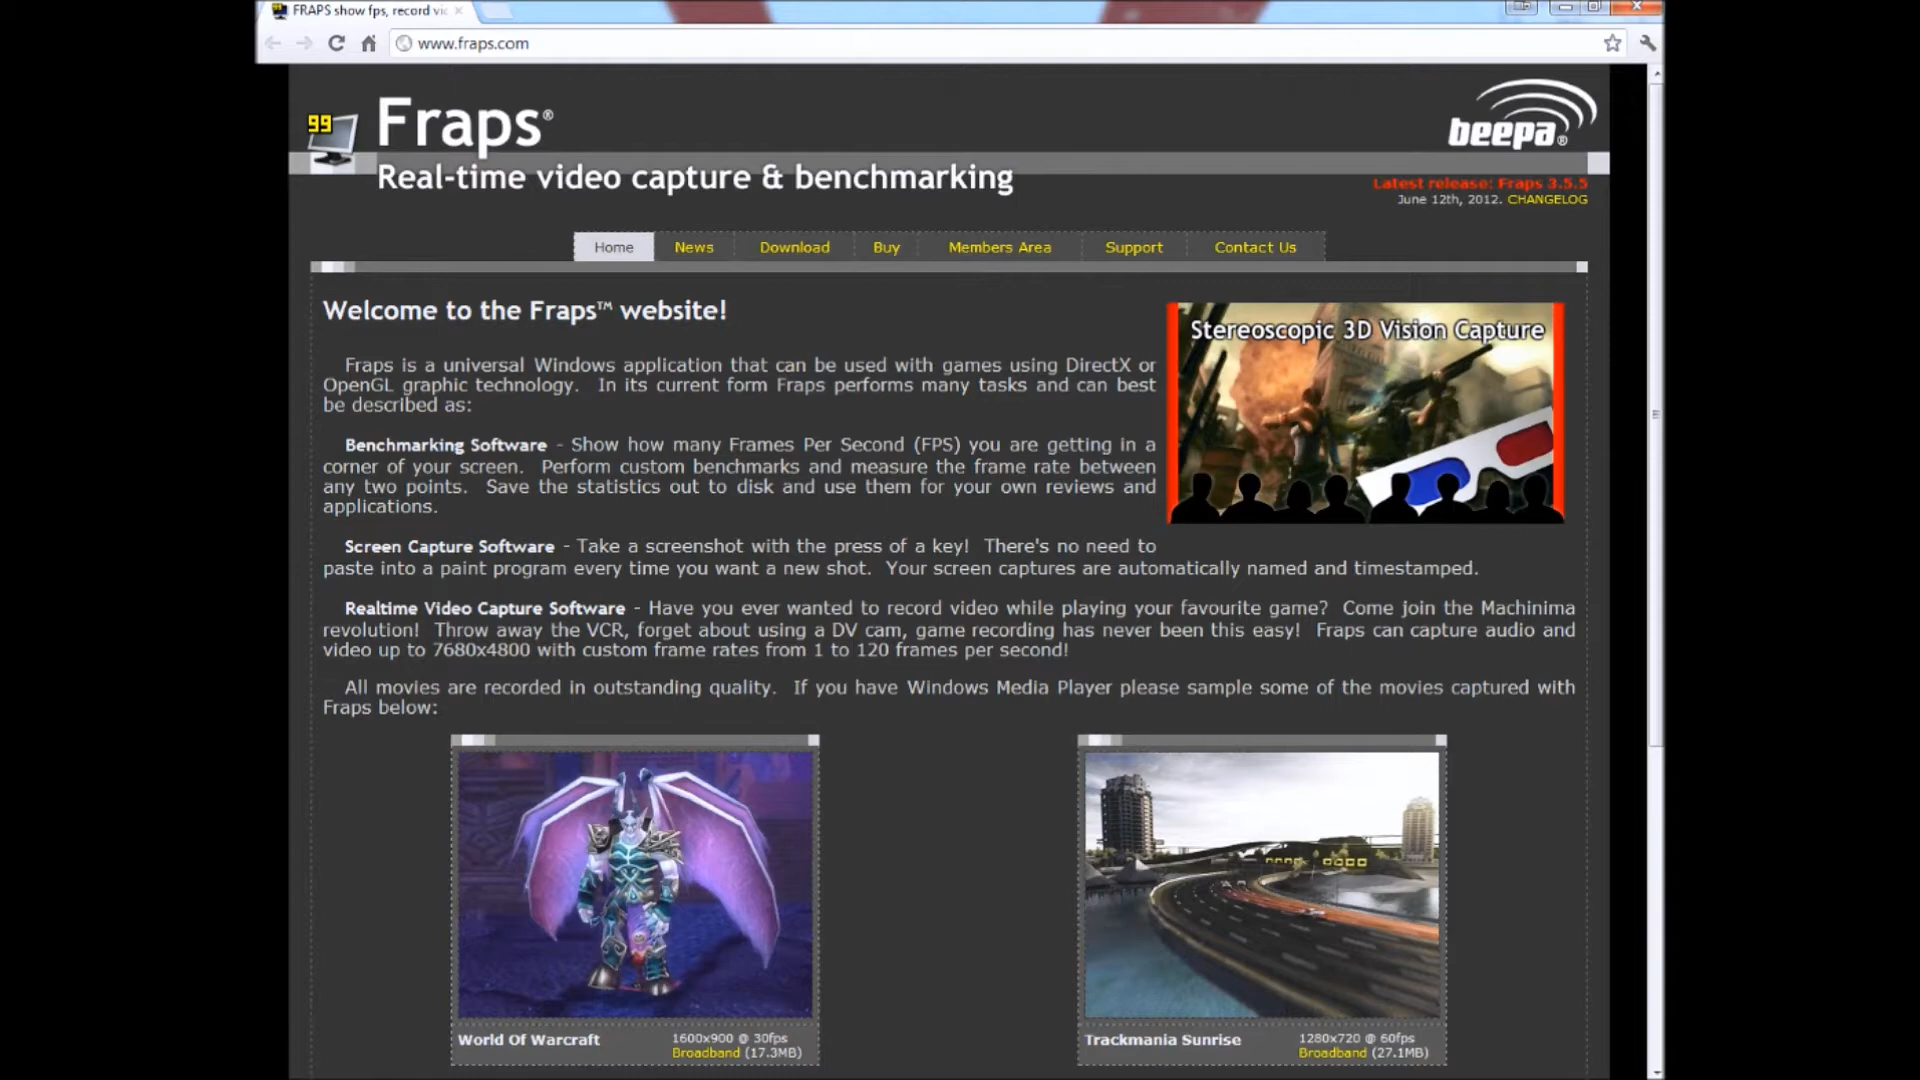 FRAPS show fps, record vi
www.fraps.com
99
Fraps®
beepa®
Real-time video capture & benchmarking
Latest release: Fraps 3.5.5
June 12th, 2012. CHANGELOG
Home News Download Buy Members Area Support Contact Us
Welcome to the Fraps™ website!
Stereoscopic 3D Vision Capture
Fraps is a universal Windows application that can be used with games using DirectX or
OpenGL graphic technology. In its current form Fraps performs many tasks and can best
be described as:
Benchmarking Software - Show how many Frames Per Second (FPS) you are getting in a
corner of your screen. Perform custom benchmarks and measure the frame rate between
any two points. Save the statistics out to disk and use them for your own reviews and
applications.
Screen Capture Software - Take a screenshot with the press of a key! There's no need to
paste into a paint program every time you want a new shot. Your screen captures are automatically named and timestamped.
Realtime Video Capture Software - Have you ever wanted to record video while playing your favourite game? Come join the Machinima
revolution! Throw away the VCR, forget about using a DV cam, game recording has never been this easy! Fraps can capture audio and
video up to 7680x4800 with custom frame rates from 1 to 120 frames per second!
All movies are recorded in outstanding quality. If you have Windows Media Player please sample some of the movies captured with
Fraps below:
World Of Warcraft 1600x900 @ 30fps
Broadband (17.3MB)
Trackmania Sunrise 1280x720 @ 60fps
Broadband (27.1MB)